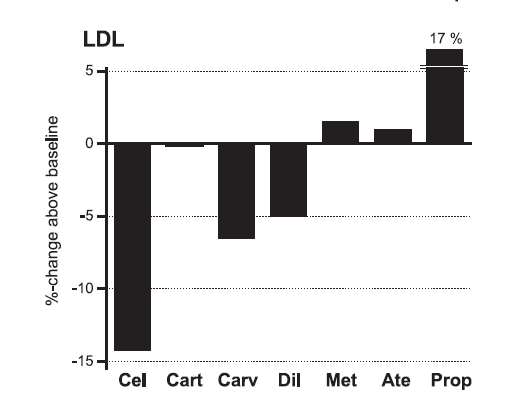 LDL
17 %
5
0
-5
-10
-15
%-change above baseline
Cel Cart Carv Dil Met Ate Prop